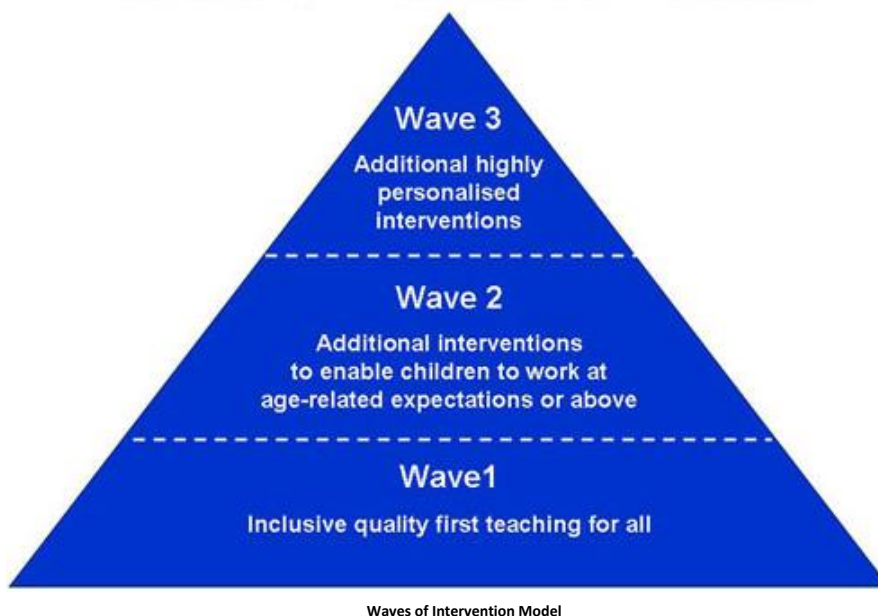 Wave 3
Additional highly
personalised
interventions
Wave 2
Additional interventions
to enable children to work at
age-related expectations or above
Wave1
Inclusive quality first teaching for all
Waves of Intervention Model